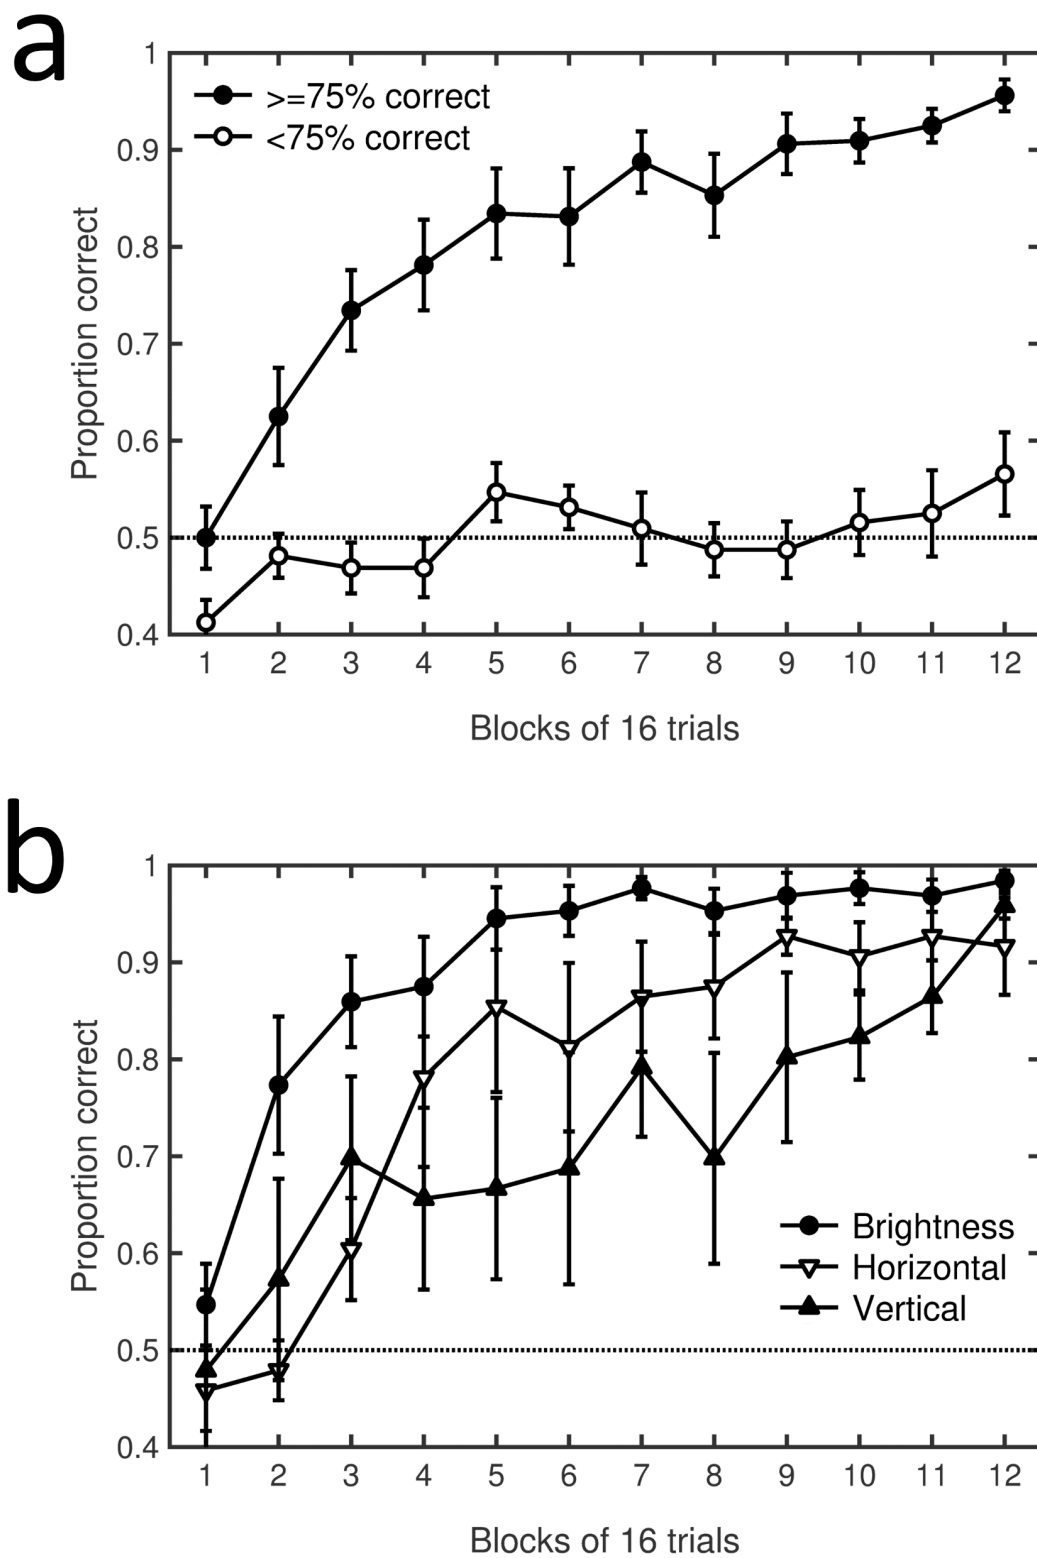 a
1
0.9
0.8
0.7
0.6
0.5
0.4
Proportion correct
>=75% correct
<75% correct
1 2 3 4 5 6 7 8 9 10 11 12
Blocks of 16 trials
b
1
0.9
0.8
0.7
0.6
0.5
0.4
Proportion correct
Brightness
Horizontal
Vertical
1 2 3 4 5 6 7 8 9 10 11 12
Blocks of 16 trials